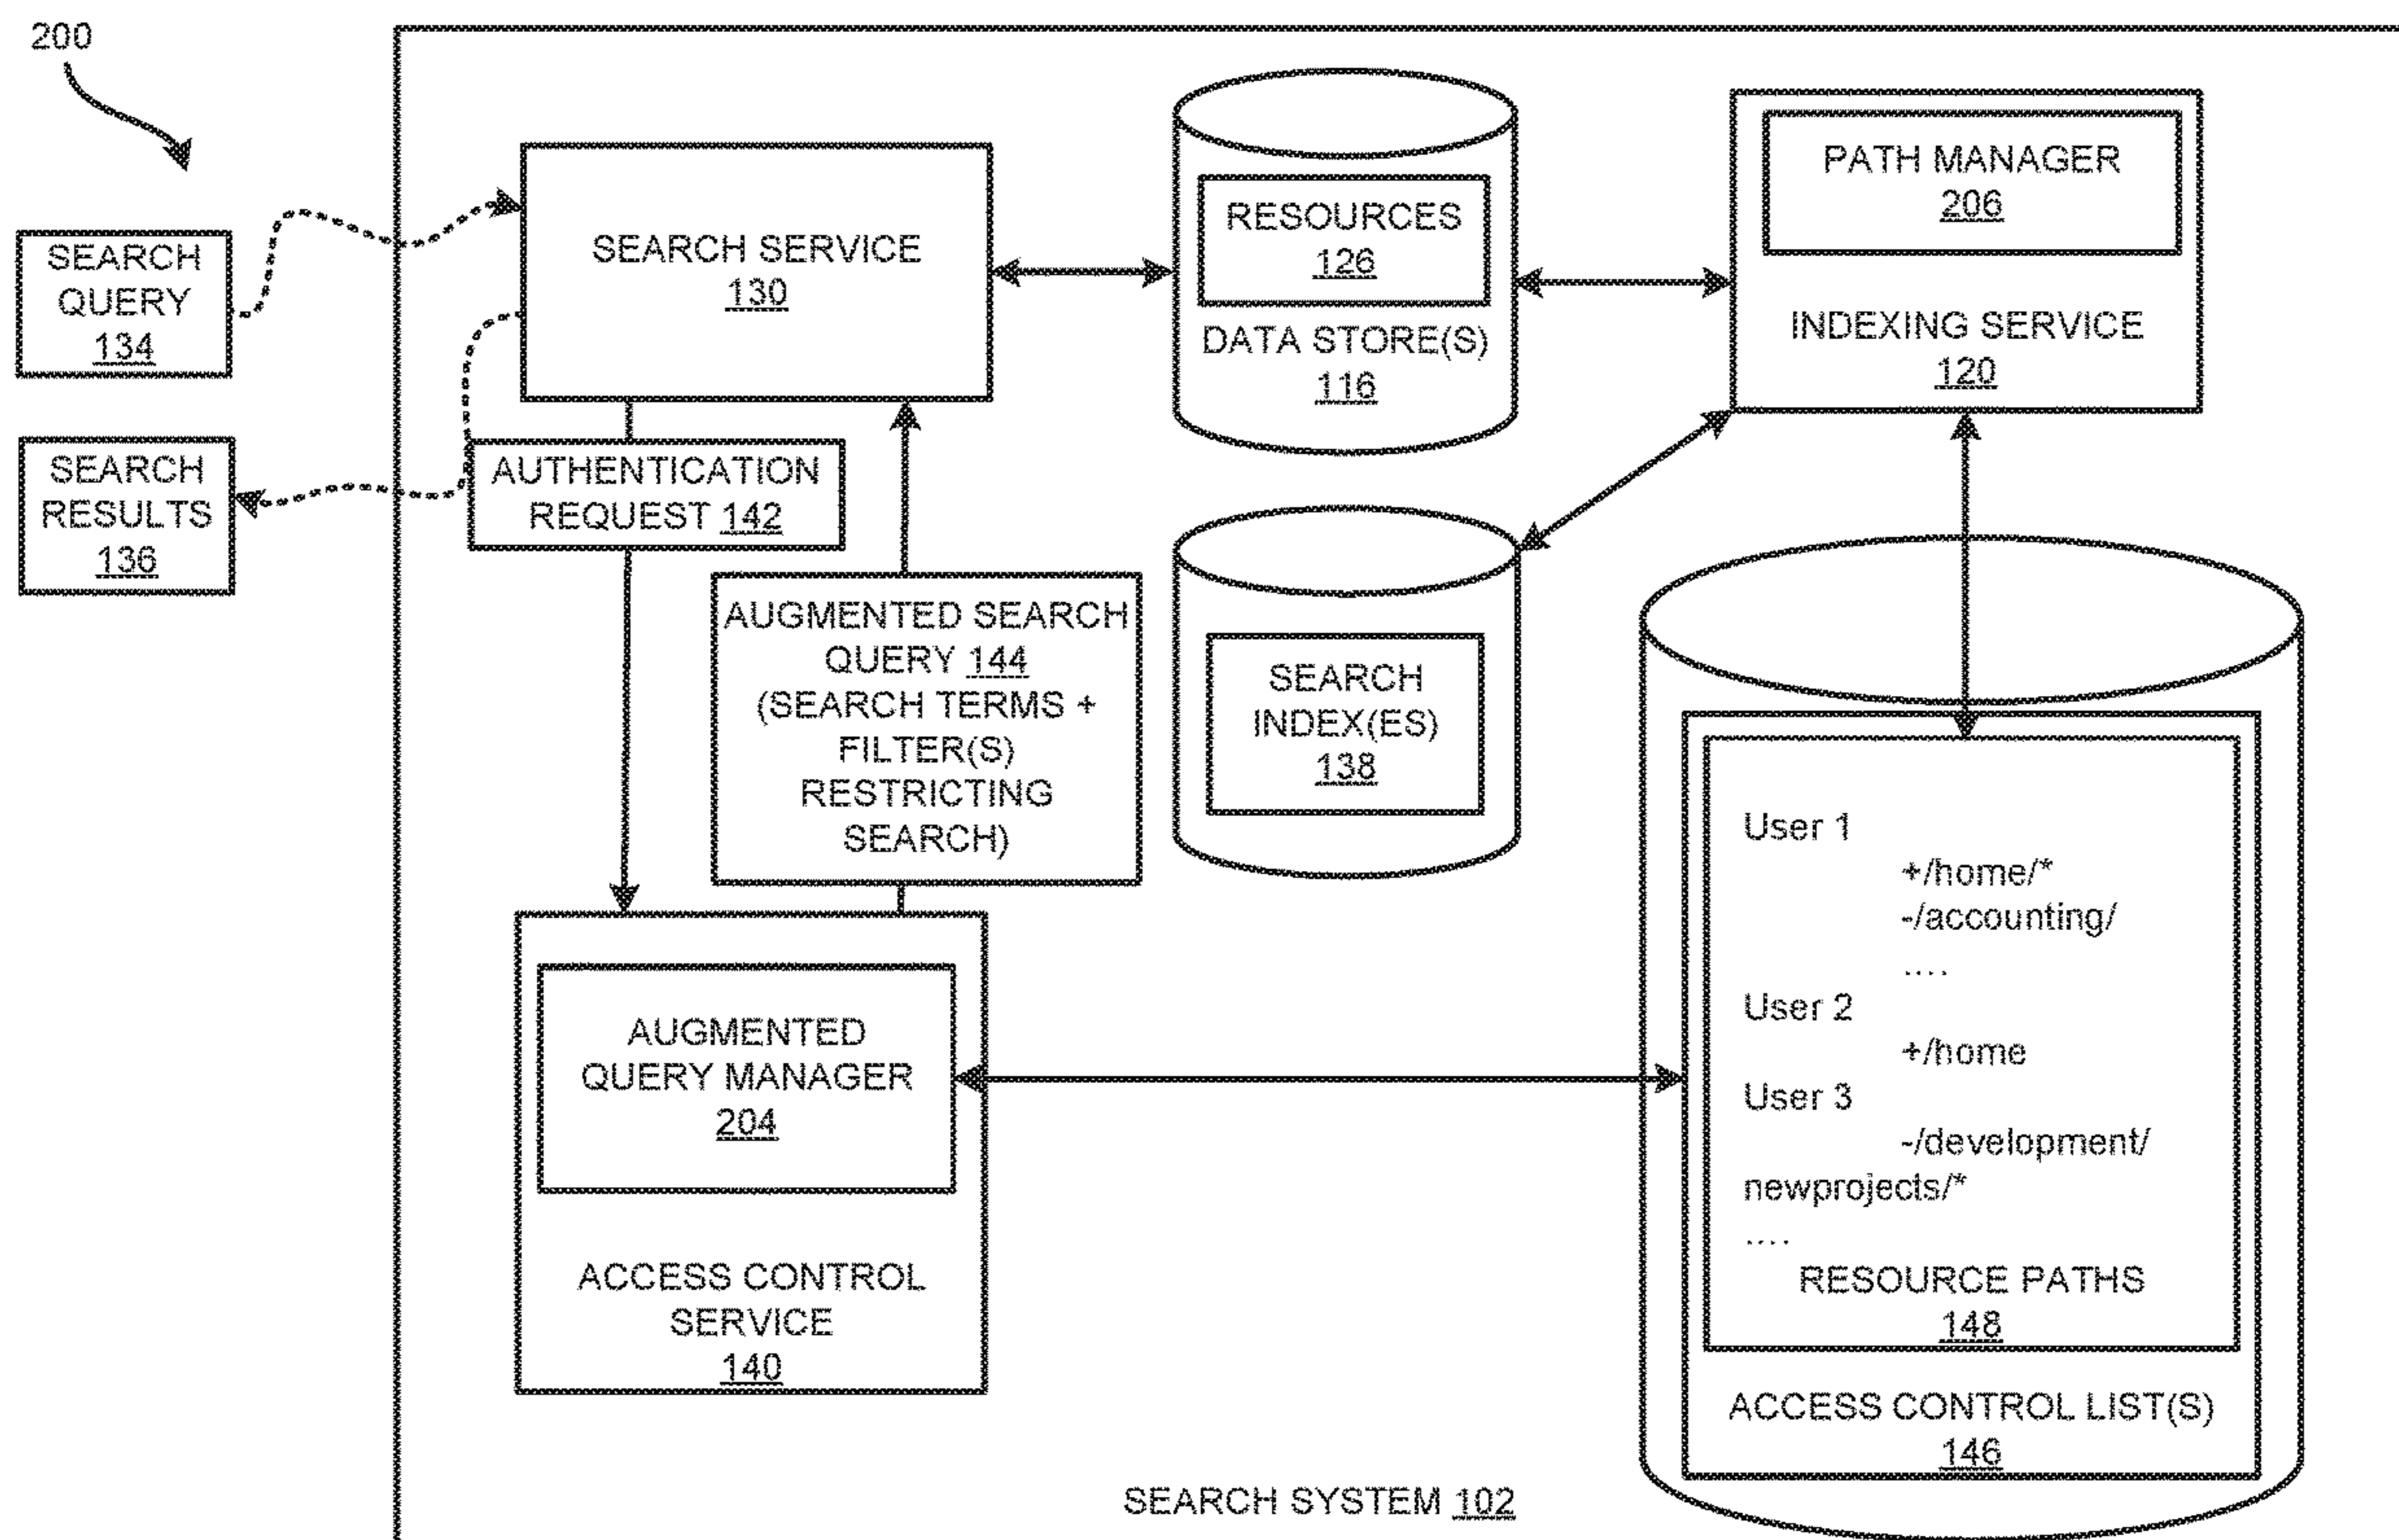 200
SEARCH
QUERY
134
SEARCH
RESULTS
136
SEARCH SERVICE
130
AUTHENTICATION
REQUEST 142
AUGMENTED SEARCH
QUERY 144
(SEARCH TERMS +
FILTER(S)
RESTRICTING
SEARCH)
AUGMENTED
QUERY MANAGER
204
ACCESS CONTROL
SERVICE
140
RESOURCES
126
DATA STORE(S)
116
SEARCH
INDEX(ES)
138
PATH MANAGER
206
INDEXING SERVICE
120
User 1
+/home/*
-/accounting/
....
User 2
+/home
User 3
-/development/
newprojects/*
....
RESOURCE PATHS
148
ACCESS CONTROL LIST(S)
146
SEARCH SYSTEM 102